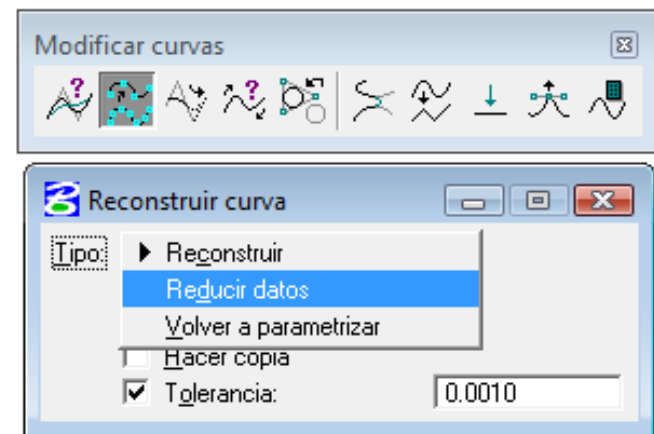 Modificar curvas
Reconstruir curva
Tipo:
Reconstruir
Reducir datos
Volver a parametrizar
Hacer copia
Tolerancia: 0.0010